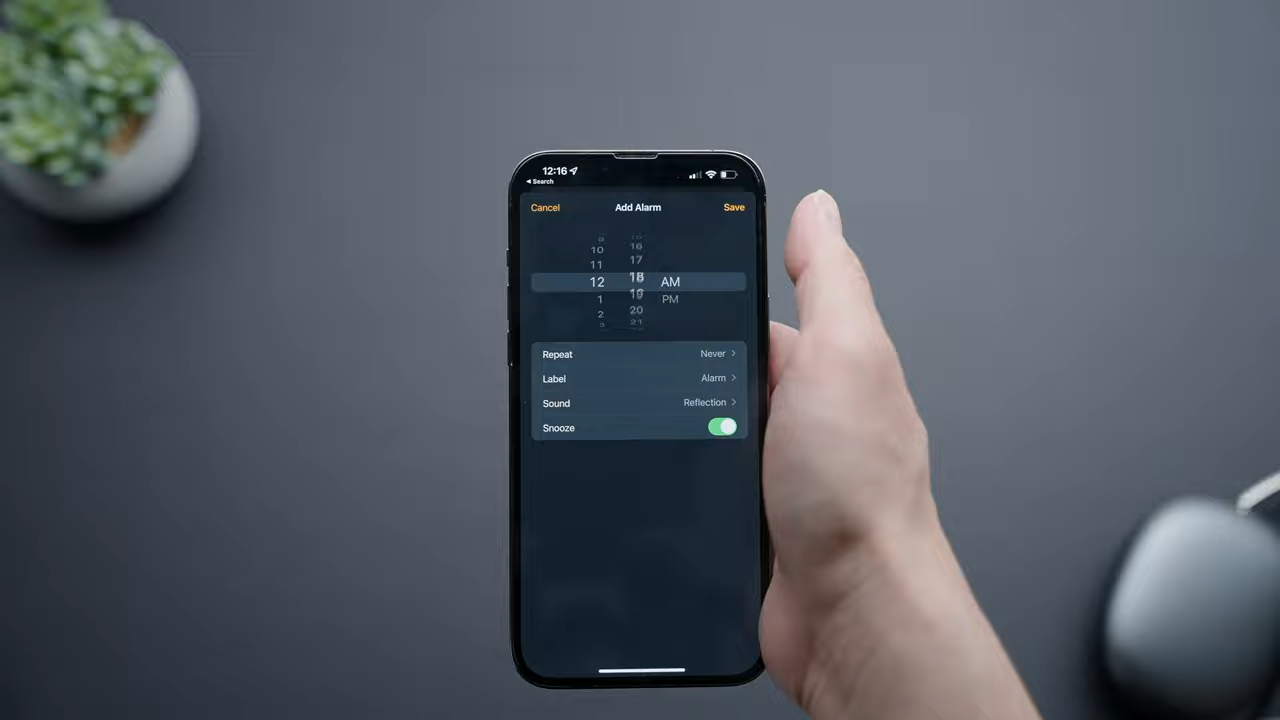 12:16
Search
Cancel Add Alarm Save
16
10 17
11 18
12 19 AM
1 20 PM
2 21
Repeat Never
Label Alarm
Sound Reflection
Snooze